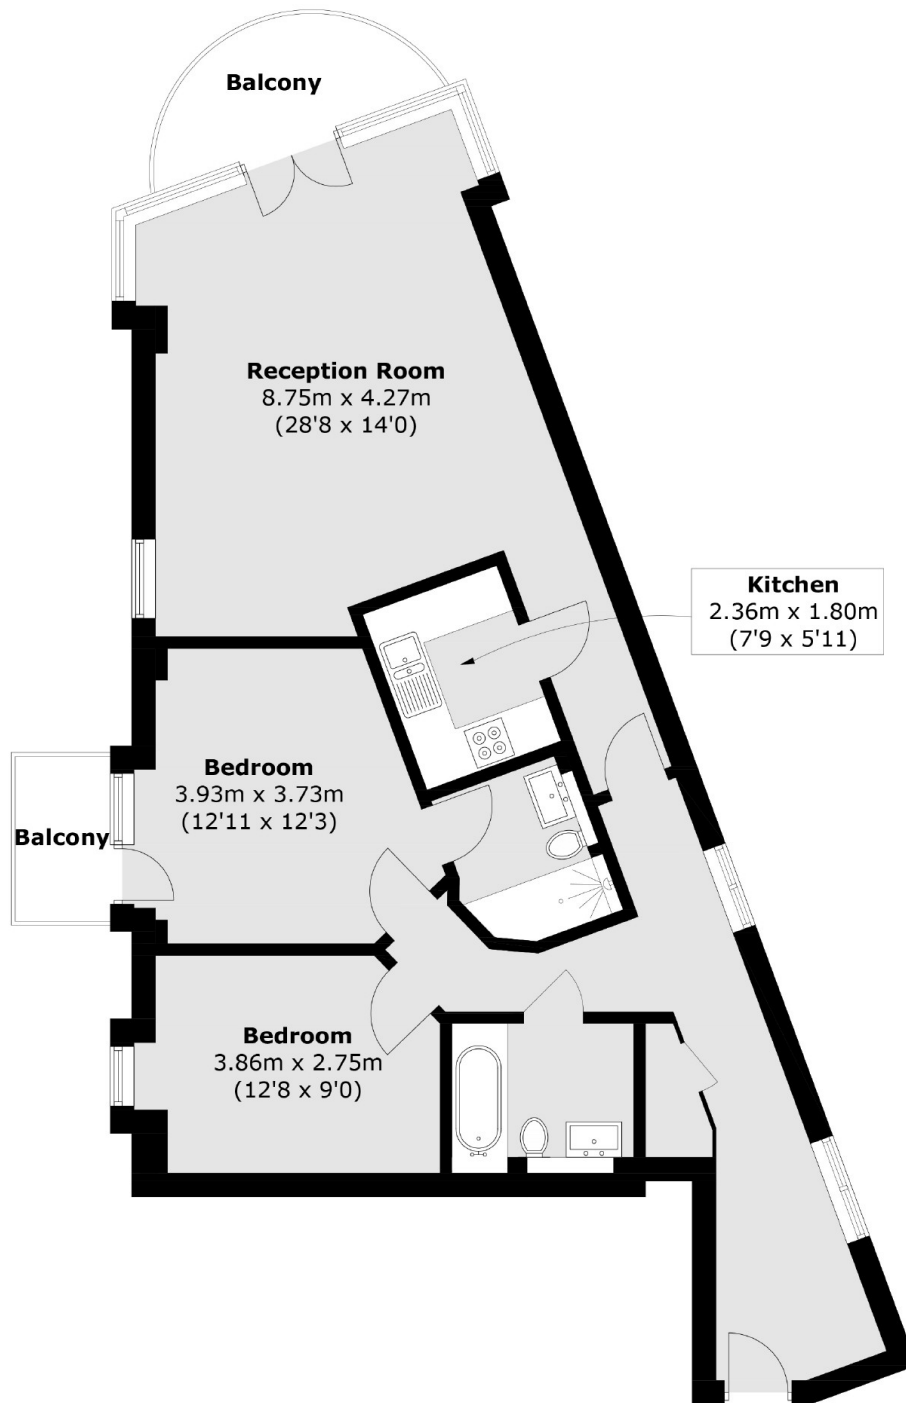 Balcony
Reception Room
8.75m x 4.27m
(28'8 x 14'0)
Kitchen
2.36m x 1.80m
(7'9 x 5'11)
Bedroom
3.93m x 3.73m
(12'11 x 12'3)
Balcony
Bedroom
3.86m x 2.75m
(12'8 x 9'0)